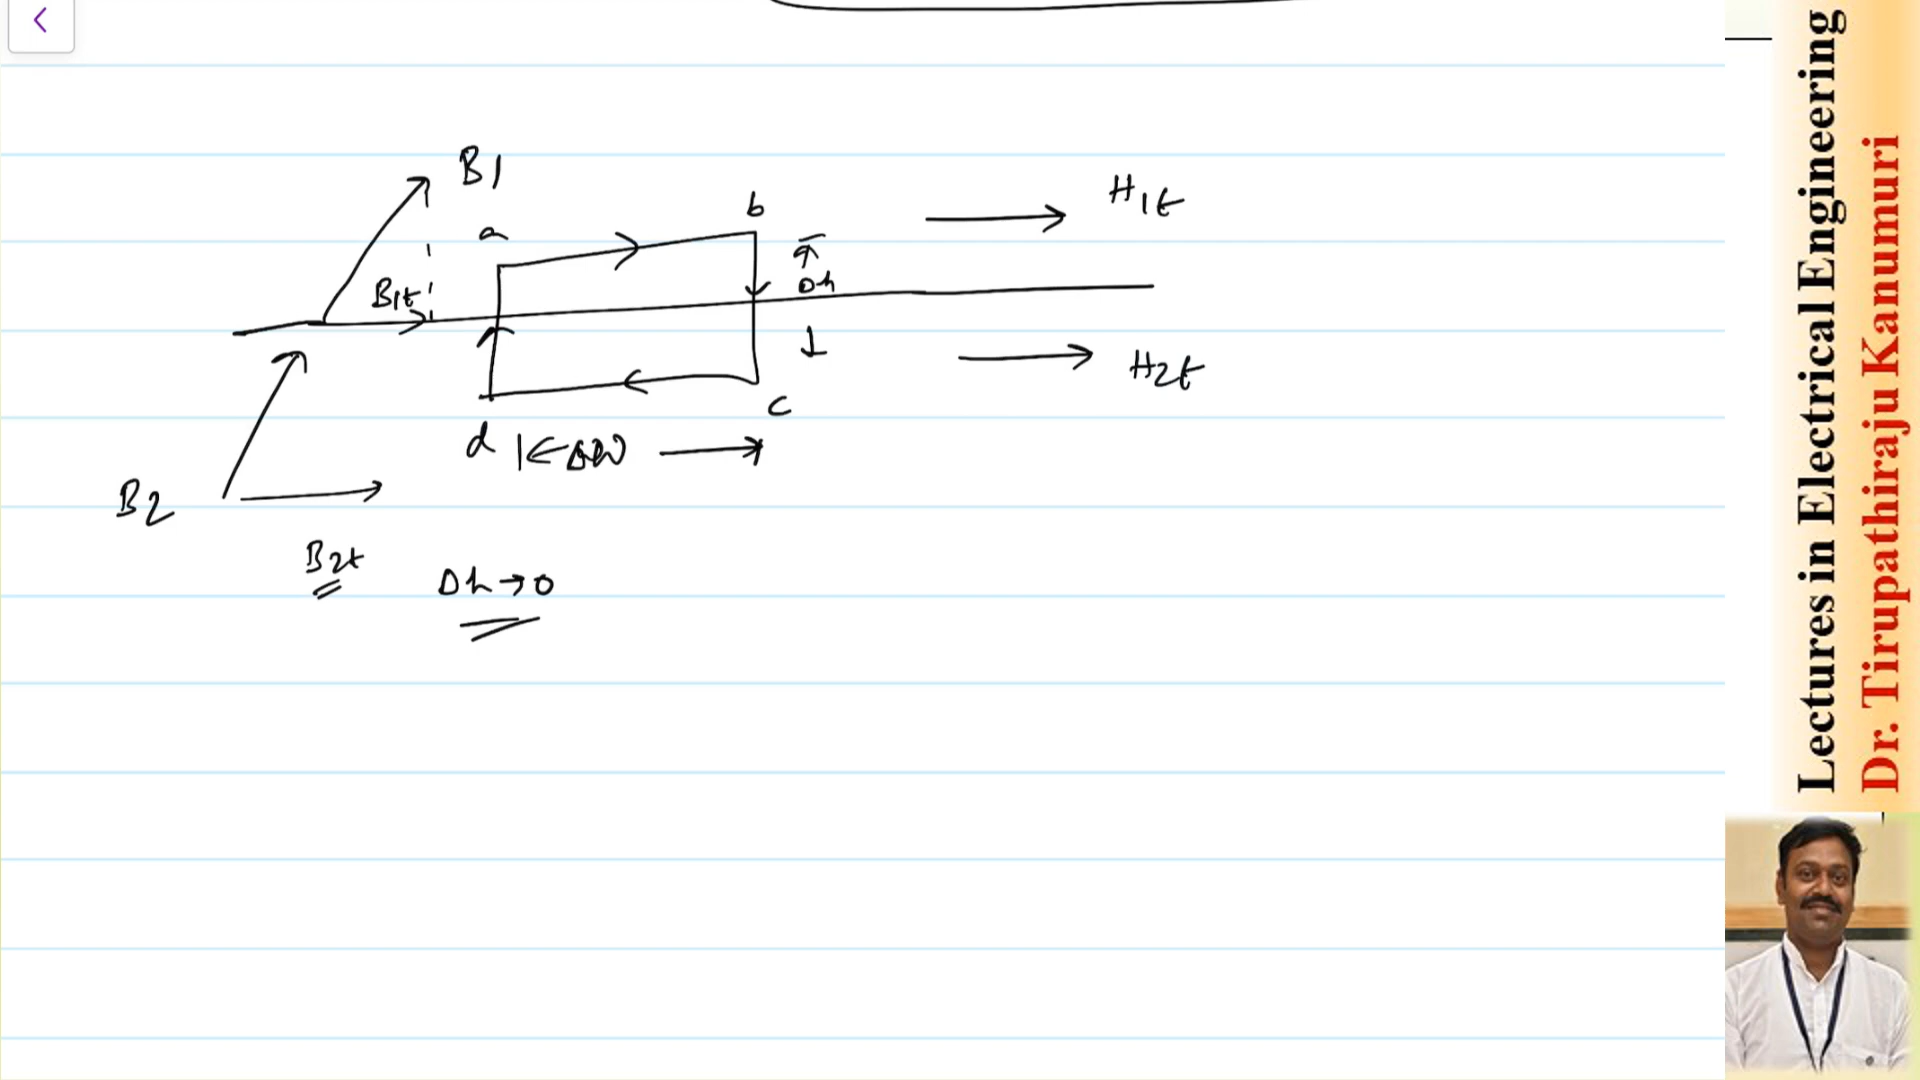 B1
b
H1t
a
B1t
Δh
H2t
c
d
Δw
B2
B2t
Δh→0
Lectures in Electrical Engineering
Dr. Tirupathiraju Kanumuri